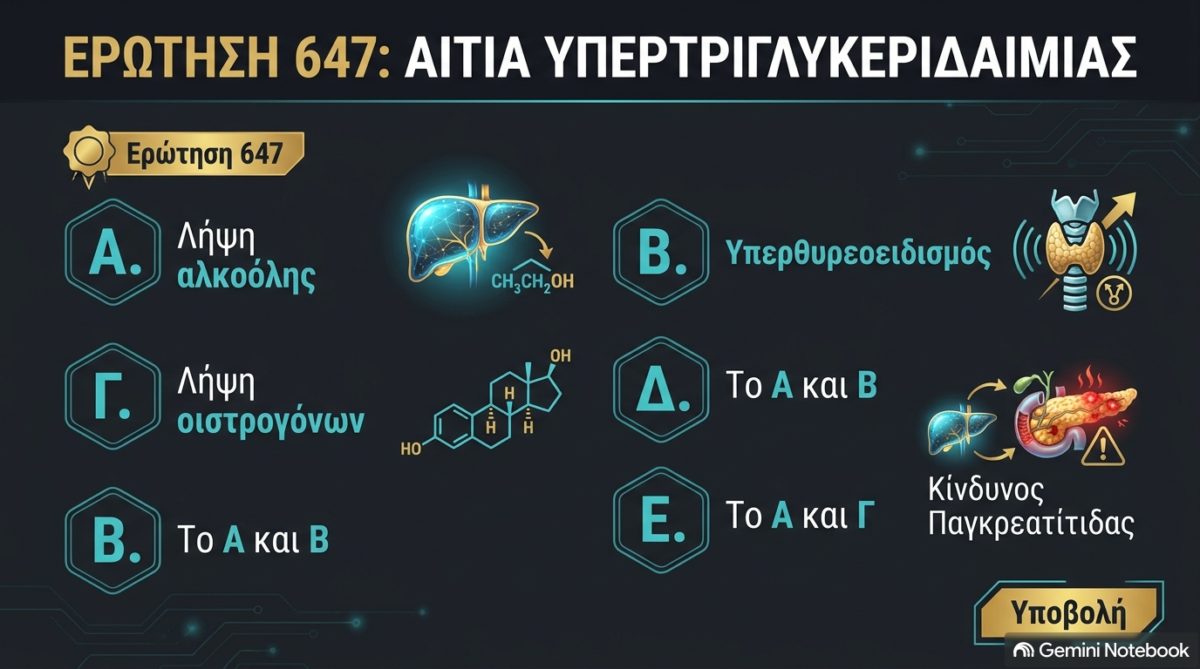 ΕΡΩΤΗΣΗ 647: ΑΙΤΙΑ ΥΠΕΡΤΡΙΓΛΥΚΕΡΙΔΑΙΜΙΑΣ
Ερώτηση 647
Α. Λήψη
αλκοόλης
CH3CH2OH
Β. Υπερθυρεοειδισμός
Γ. Λήψη
οιστρογόνων
OH
H
H
H
HO
Δ. Το Α και Β
Β. Το Α και Β
Ε. Το Α και Γ
Κίνδυνος
Παγκρεατίτιδας
Υποβολή
Gemini Notebook